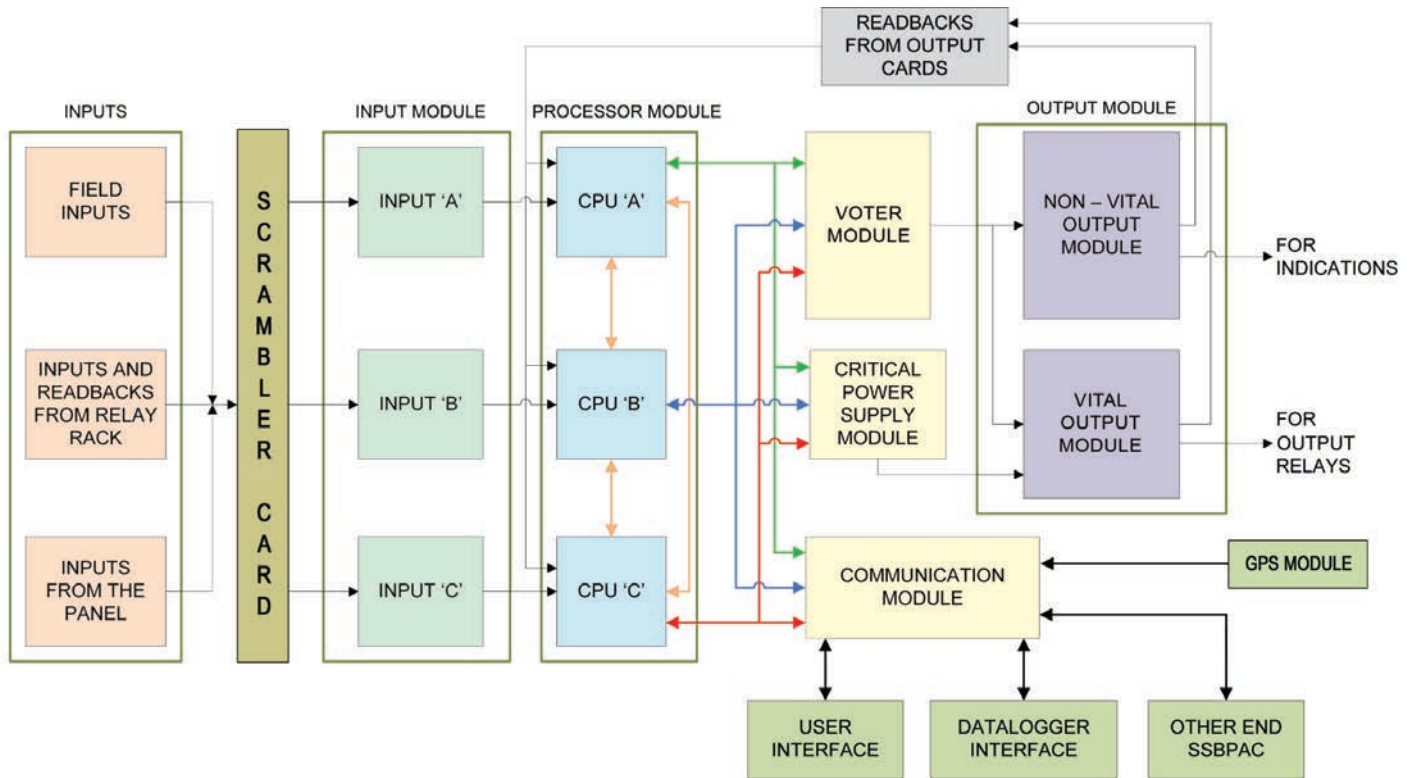 READBACKS
FROM OUTPUT
CARDS
INPUTS
INPUT MODULE
PROCESSOR MODULE
OUTPUT MODULE
FIELD
INPUTS
INPUTS AND
READBACKS
FROM RELAY
RACK
INPUTS
FROM THE
PANEL
SCRAMBLER CARD
INPUT ‘A’
INPUT ‘B’
INPUT ‘C’
CPU ‘A’
CPU ‘B’
CPU ‘C’
VOTER
MODULE
CRITICAL
POWER
SUPPLY
MODULE
COMMUNICATION
MODULE
NON – VITAL
OUTPUT
MODULE
VITAL
OUTPUT
MODULE
FOR
INDICATIONS
FOR
OUTPUT
RELAYS
GPS MODULE
USER
INTERFACE
DATALOGGER
INTERFACE
OTHER END
SSBPAC